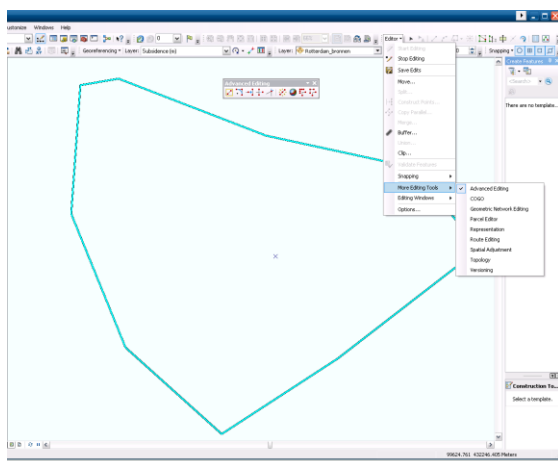 Customize Windows Help
Editor
Georeferencing Layer: Subsidence(w)
Layer: Rotterdan_bronnen
Snapping
Start Editing
Stop Editing
Save Edits
Move...
Split...
Construct Points...
Copy Parallel...
Merge...
Buffer...
Union...
Clip...
Validate Features
Snapping
More Editing Tools
Editing Windows
Options...
Advanced Editing
Advanced Editing
COGO
Geometric Network Editing
Parcel Editor
Representation
Route Editing
Spatial Adjustment
Topology
Versioning
Create Features
<Search>
There are no template...
Construction To...
Select a template.
95624.761 432246.405 Meters